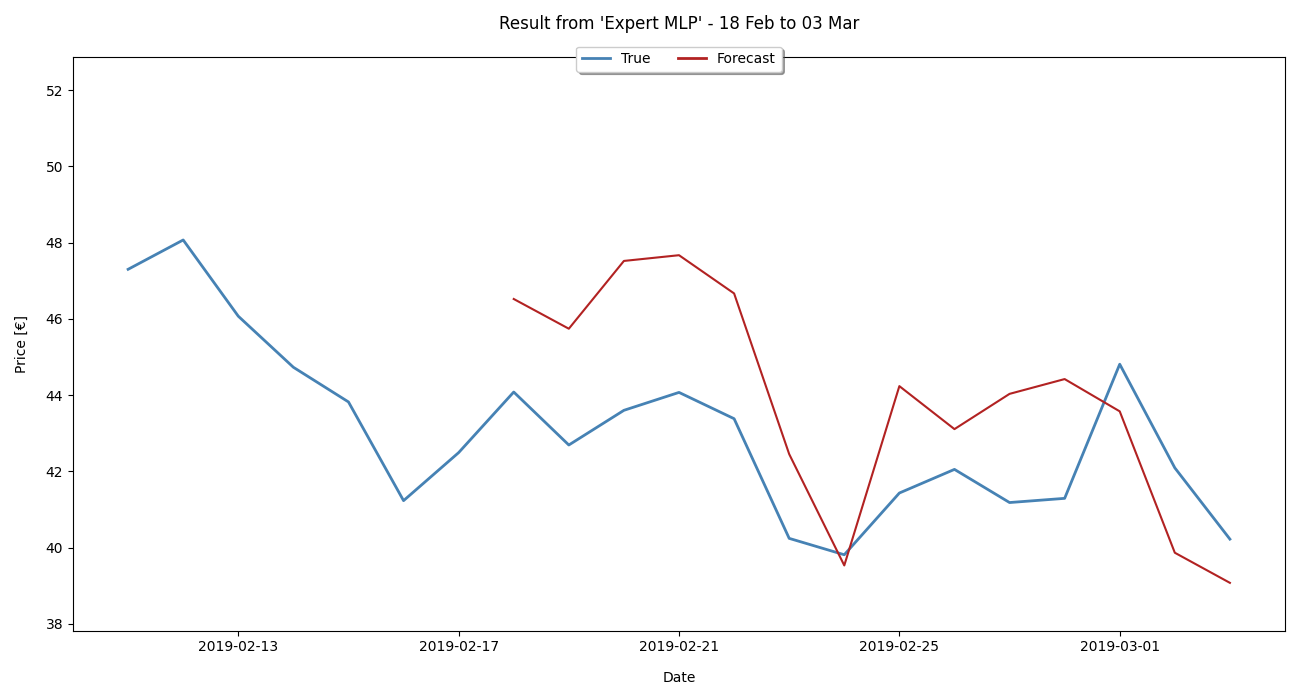 Result from 'Expert MLP' - 18 Feb to 03 Mar
True Forecast
52
50
48
46
44
42
40
38
Price [€]
2019-02-13 2019-02-17 2019-02-21 2019-02-25 2019-03-01
Date